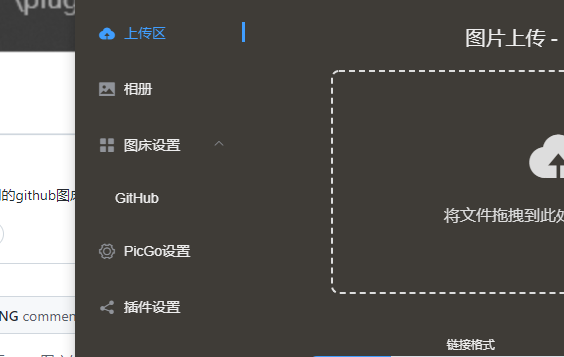 \plug
上传区
图片上传 -
相册
图床设置
的github图床
GitHub
将文件拖拽到此处
PicGo设置
插件设置
NG commen
链接格式